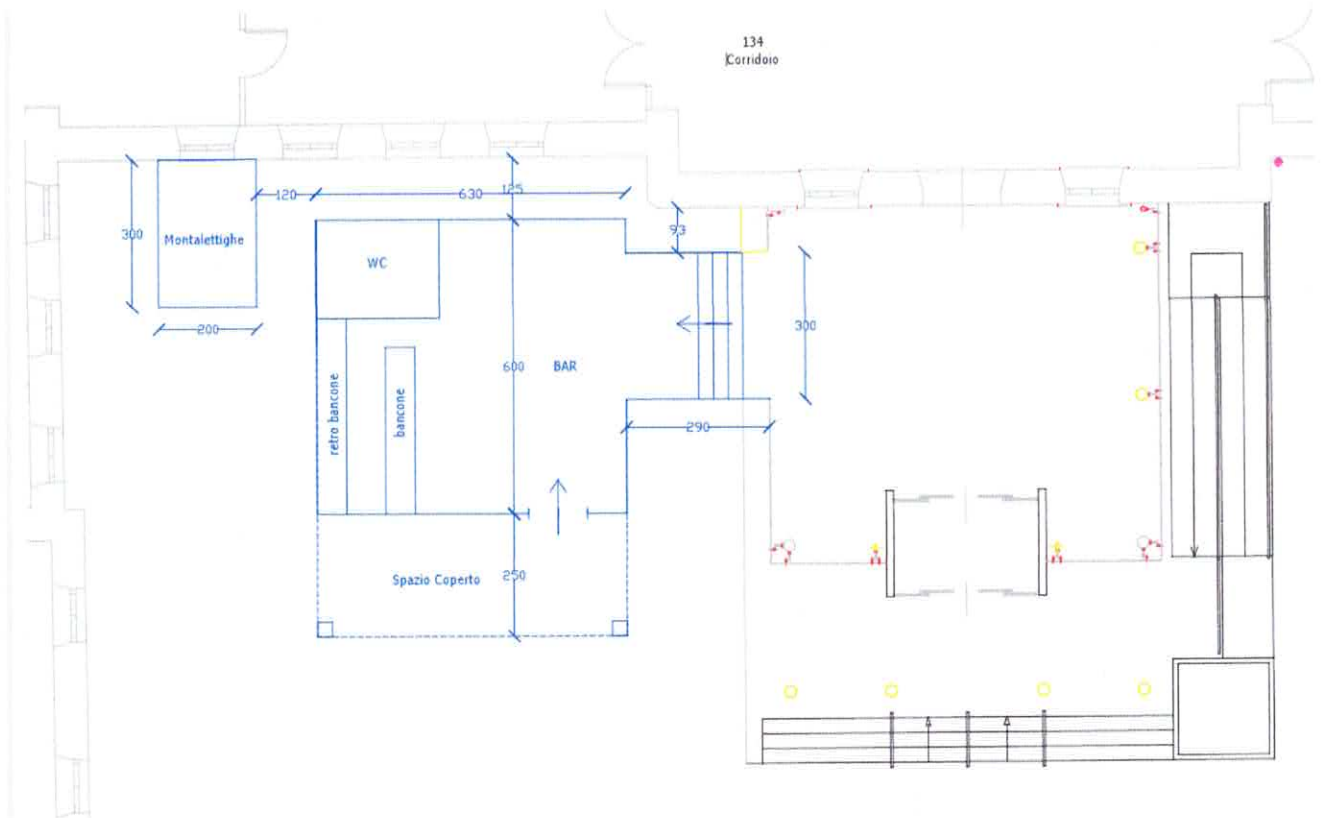 134
Corridoio
120
630
125
300
Montalettighe
93
WC
200
300
600
BAR
retro bancone
bancone
290
Spazio Coperto
250